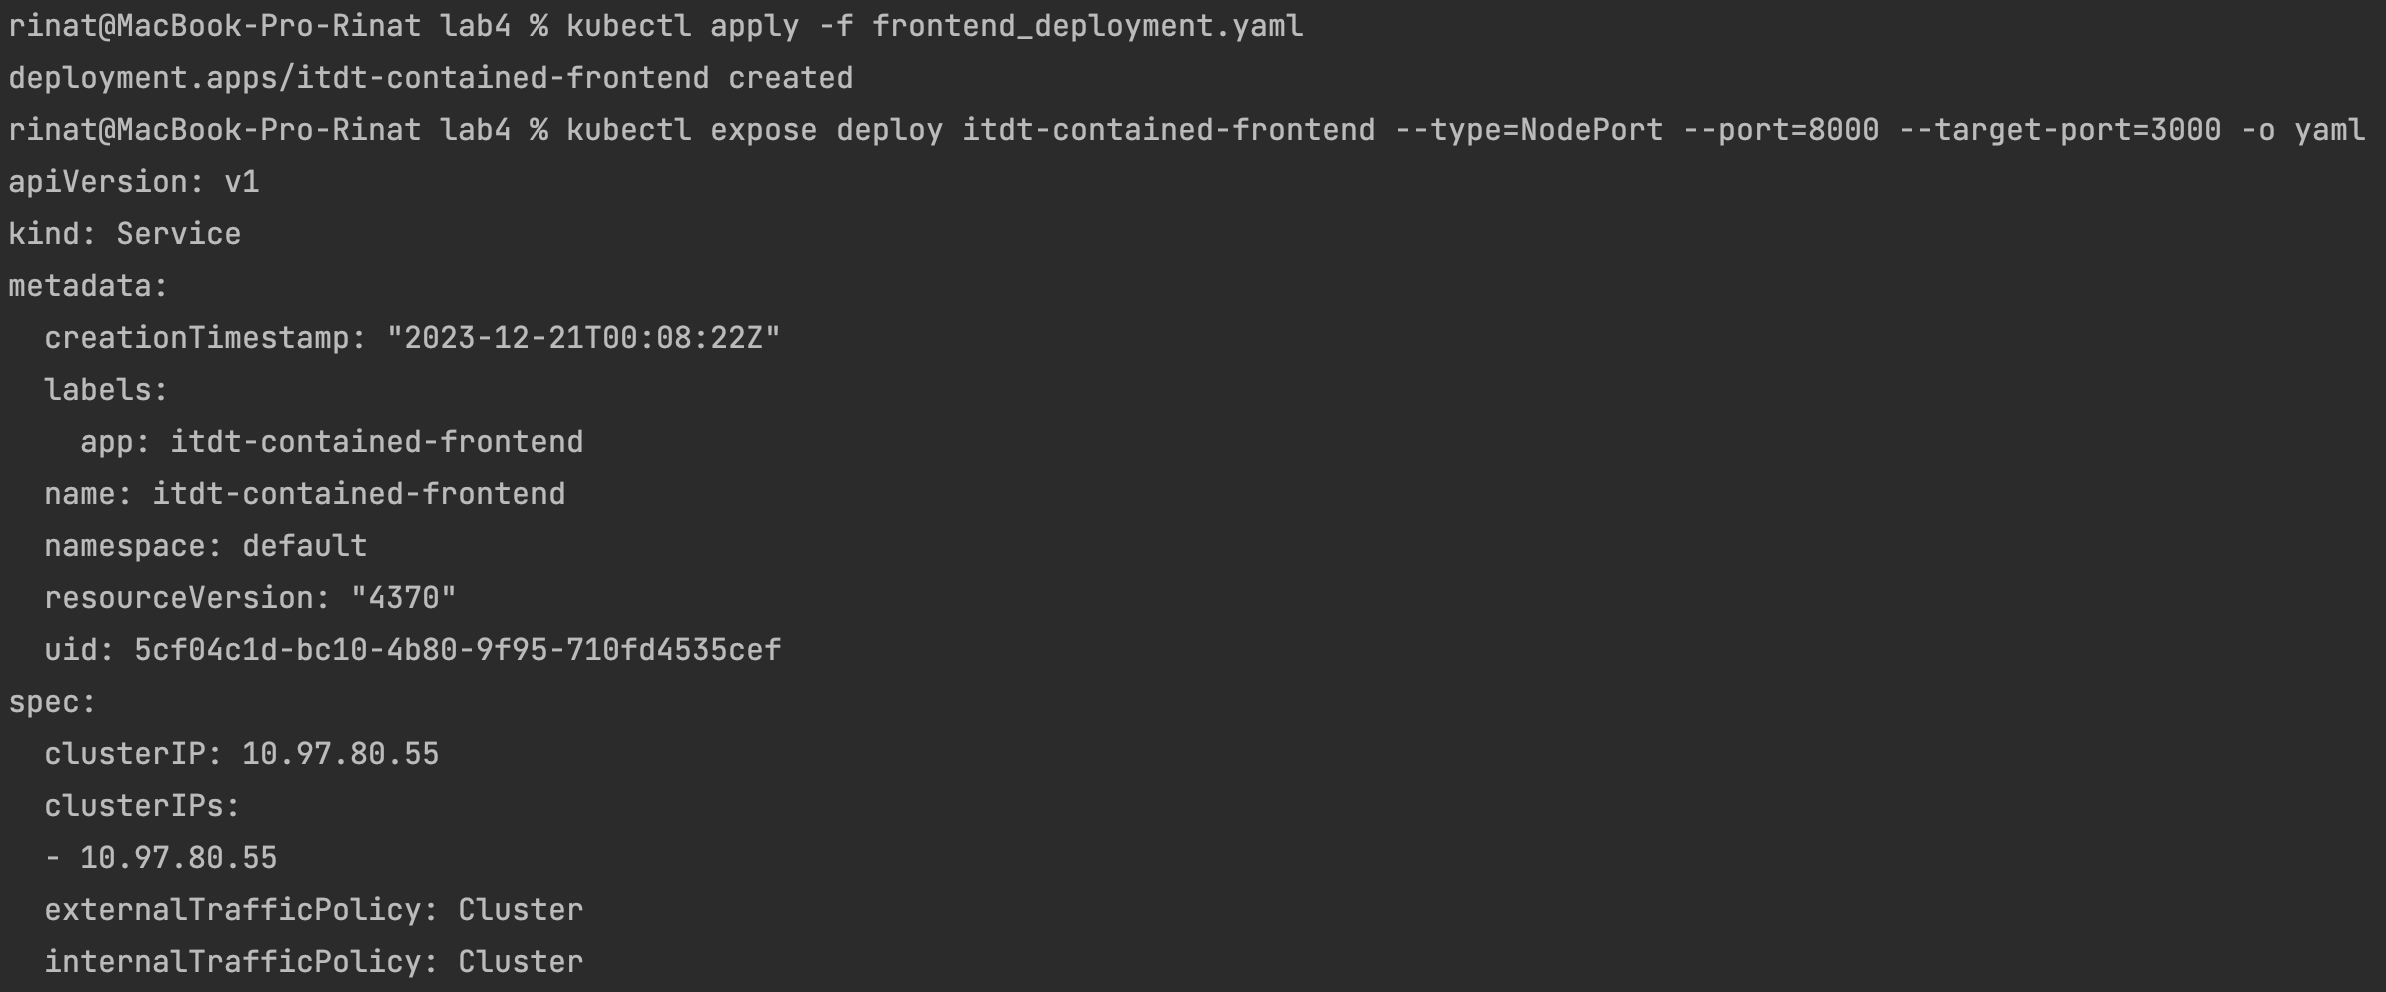 rinat@MacBook-Pro-Rinat lab4 % kubectl apply -f frontend_deployment.yaml
deployment.apps/itdt-contained-frontend created
rinat@MacBook-Pro-Rinat lab4 % kubectl expose deploy itdt-contained-frontend --type=NodePort --port=8000 --target-port=3000 -o yaml
apiVersion: v1
kind: Service
metadata:
  creationTimestamp: "2023-12-21T00:08:22Z"
  labels:
    app: itdt-contained-frontend
  name: itdt-contained-frontend
  namespace: default
  resourceVersion: "4370"
  uid: 5cf04c1d-bc10-4b80-9f95-710fd4535cef
spec:
  clusterIP: 10.97.80.55
  clusterIPs:
  - 10.97.80.55
  externalTrafficPolicy: Cluster
  internalTrafficPolicy: Cluster